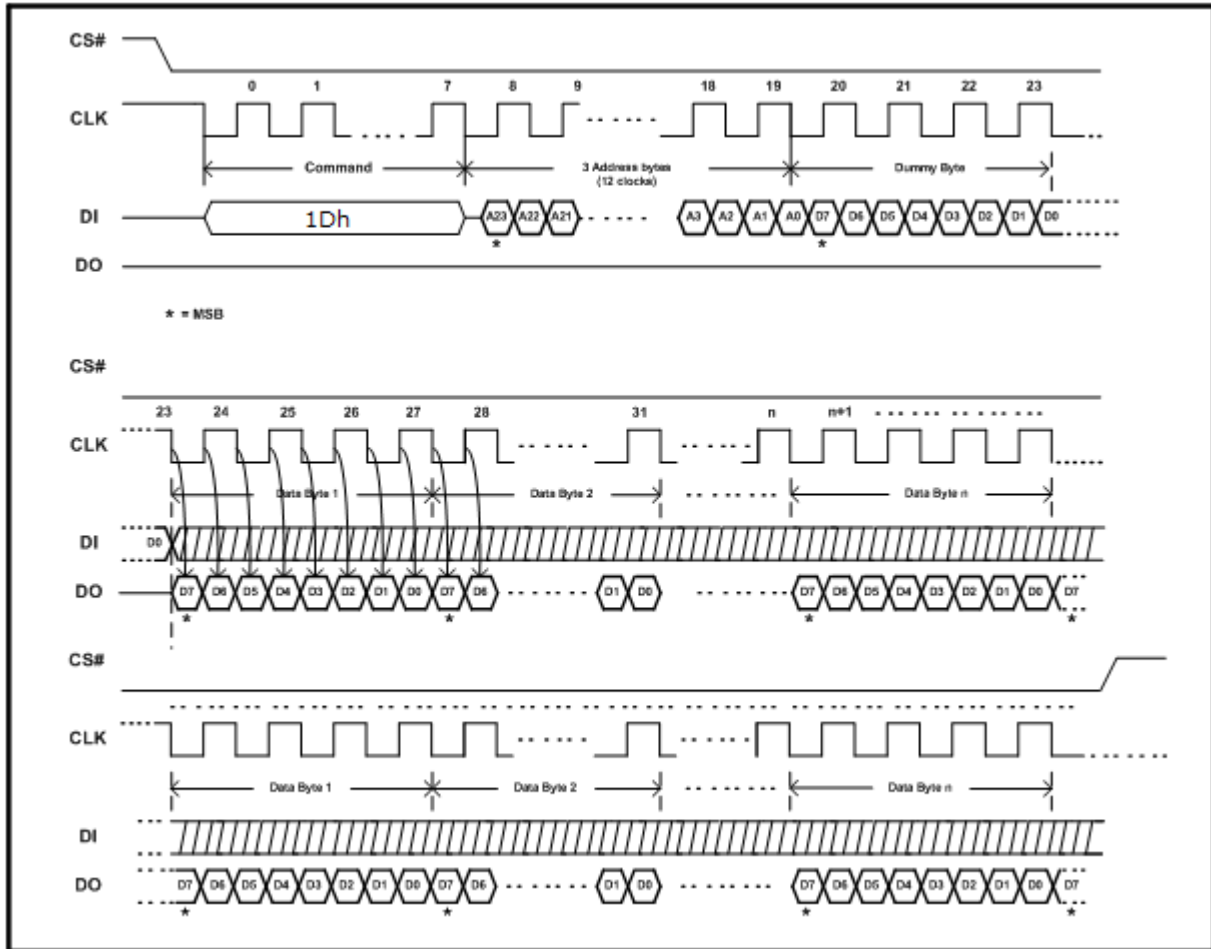 CS#
0 1 7 8 9 18 19 20 21 22 23
CLK
Command 3 Address bytes (12 clocks) Dummy Byte
DI 1Dh A23 A22 A21 A3 A2 A1 A0 D7 D6 D5 D4 D3 D2 D1 D0
* *
DO
* = MSB
CS#
23 24 25 26 27 28 31 n n+1
CLK
Data Byte 1 Data Byte 2 Data Byte n
DI D0
DO D7 D6 D5 D4 D3 D2 D1 D0 D7 D6 D1 D0 D7 D6 D5 D4 D3 D2 D1 D0 D7
* * * *
CS#
CLK
Data Byte 1 Data Byte 2 Data Byte n
DI
DO D7 D6 D5 D4 D3 D2 D1 D0 D7 D6 D1 D0 D7 D6 D5 D4 D3 D2 D1 D0 D7
* * * *